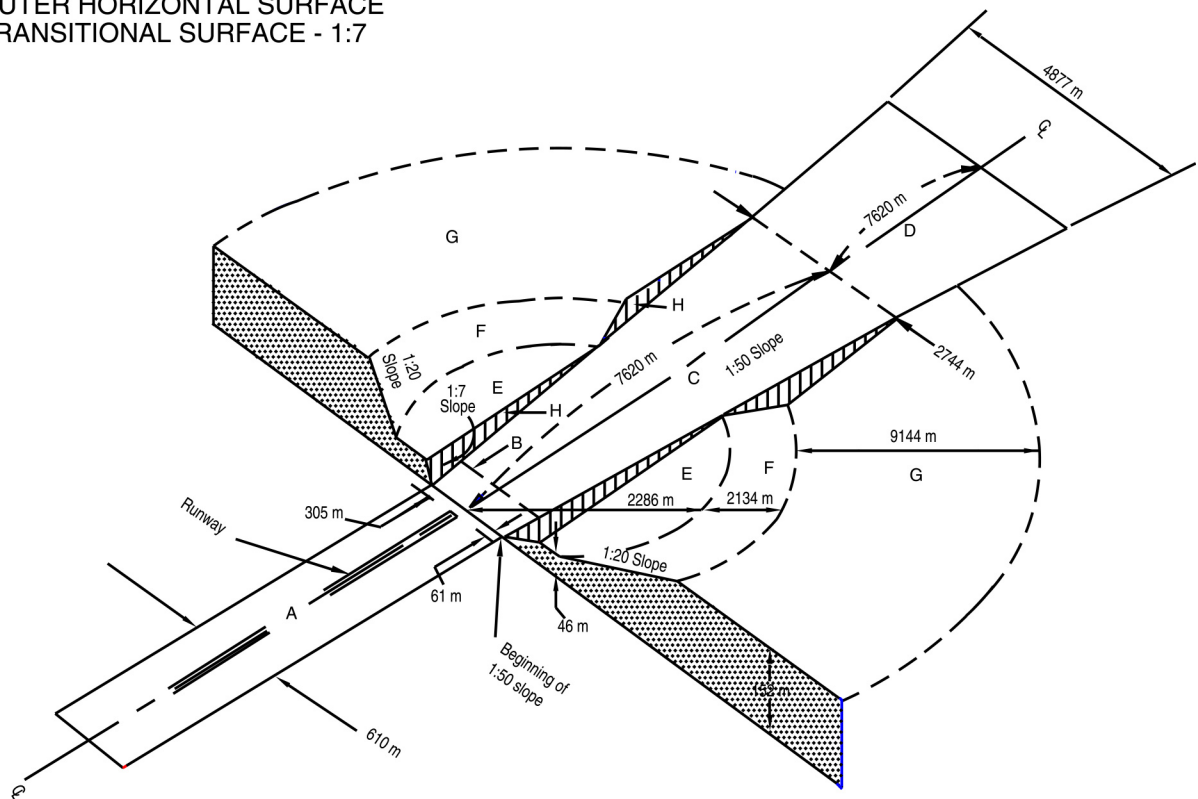 UTER HORIZONTAL SURFACE
RANSITIONAL SURFACE - 1:7
4877 m
℄
7620 m
D
G
H
F
1:20
Slope
7620 m
1:50 Slope
C
2744 m
E
1:7
Slope
H
B
9144 m
G
E
F
2286 m
2134 m
305 m
Runway
1:20 Slope
61 m
A
46 m
Beginning of
1:50 slope
152 m
610 m
℄